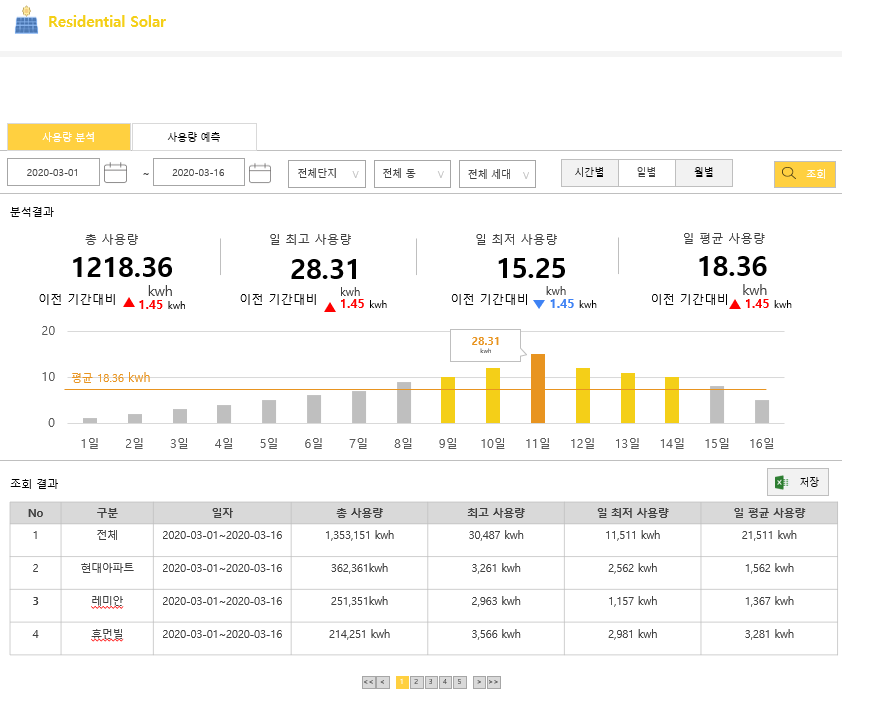 Residential Solar
사용량 분석 사용량 예측
2020-03-01 ~ 2020-03-16 전체단지 전체 동 전체 세대 시간별 일별 월별 조회
분석결과
총 사용량 일 최고 사용량 일 최저 사용량 일 평균 사용량
1218.36 28.31 15.25 18.36
kwh kwh kwh kwh
이전 기간대비 ▲ 1.45 kwh 이전 기간대비 ▲ 1.45 kwh 이전 기간대비 ▼ 1.45 kwh 이전 기간대비 ▲ 1.45 kwh
20
28.31
kwh
10
평균 18.36 kwh
0
1일 2일 3일 4일 5일 6일 7일 8일 9일 10일 11일 12일 13일 14일 15일 16일
조회 결과 저장
No 구분 일자 총 사용량 최고 사용량 일 최저 사용량 일 평균 사용량
1 전체 2020-03-01~2020-03-16 1,353,151 kwh 30,487 kwh 11,511 kwh 21,511 kwh
2 현대아파트 2020-03-01~2020-03-16 362,361kwh 3,261 kwh 2,562 kwh 1,562 kwh
3 레미안 2020-03-01~2020-03-16 251,351kwh 2,963 kwh 1,157 kwh 1,367 kwh
4 휴먼빌 2020-03-01~2020-03-16 214,251 kwh 3,566 kwh 2,981 kwh 3,281 kwh
<< < 1 2 3 4 5 > >>